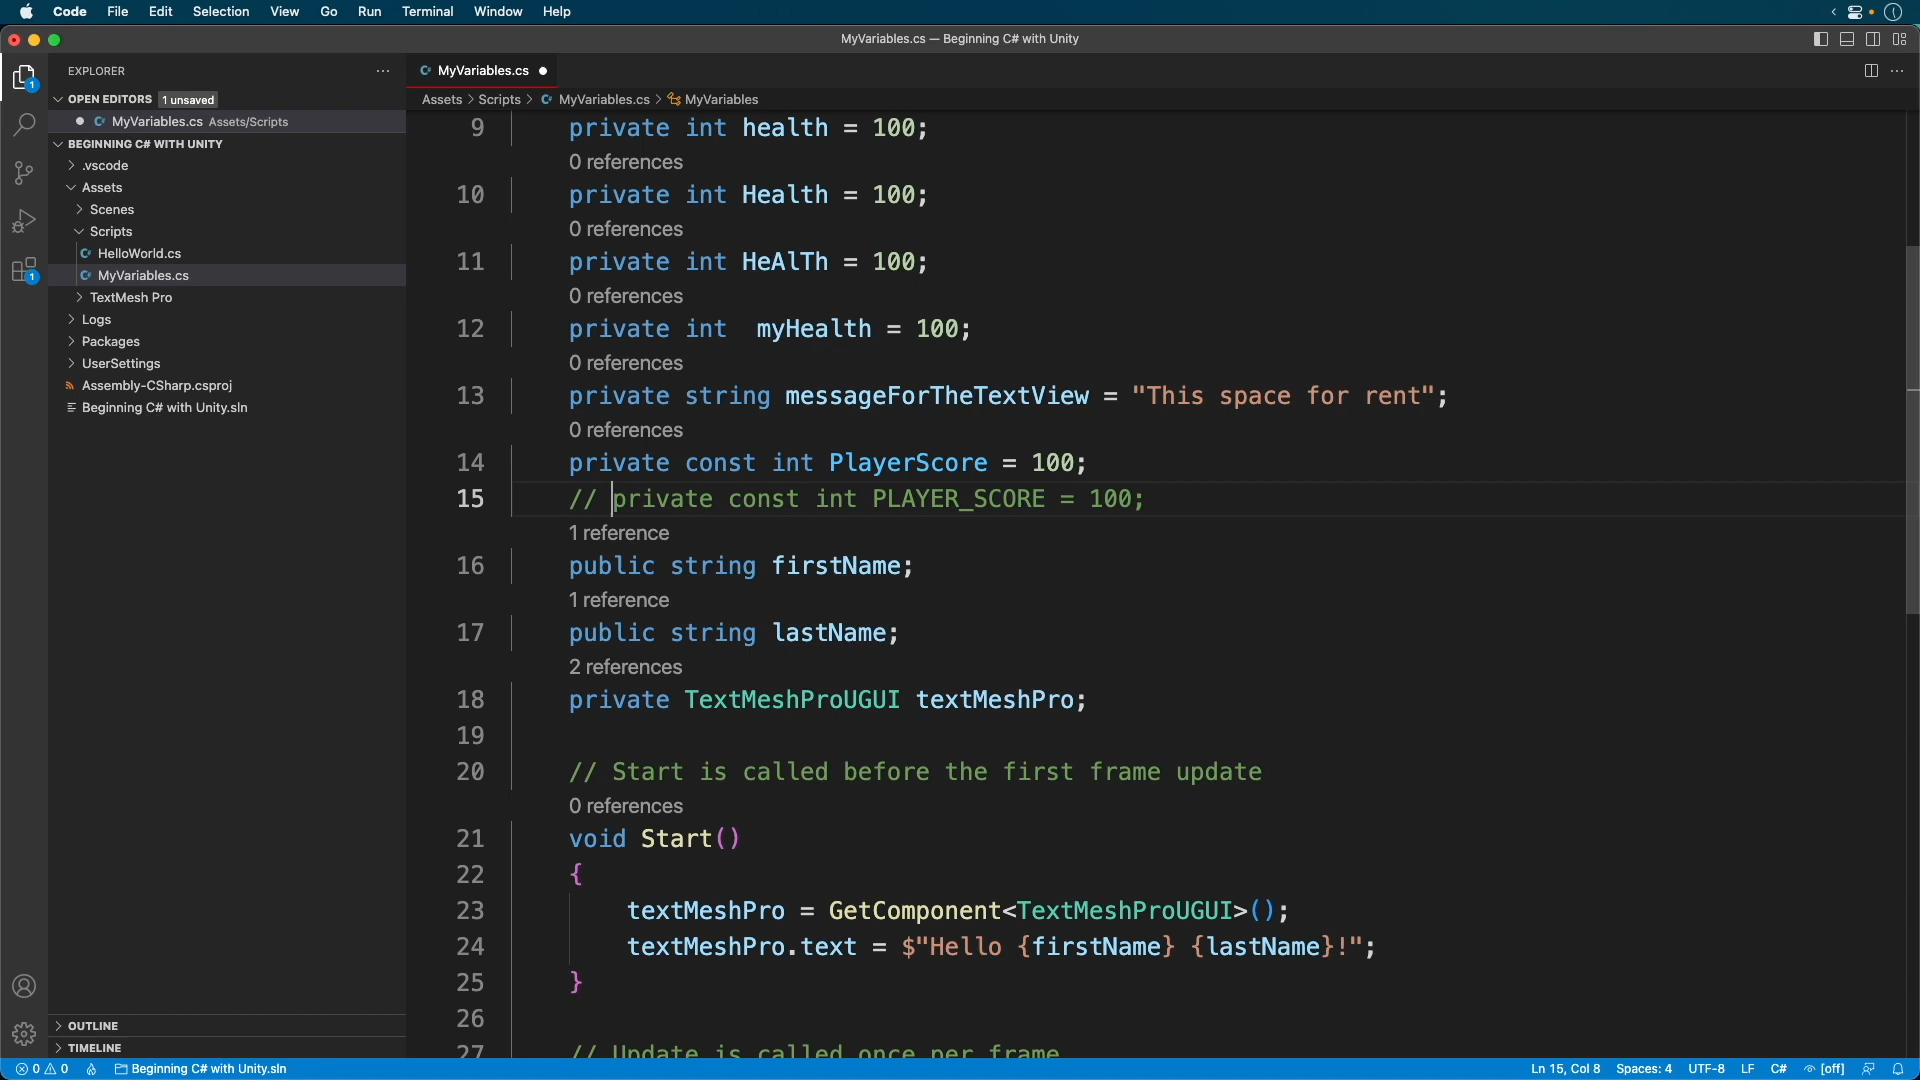 Code File Edit Selection View Go Run Terminal Window Help
MyVariables.cs — Beginning C# with Unity
EXPLORER
MyVariables.cs
OPEN EDITORS 1 unsaved
Assets > Scripts > MyVariables.cs > MyVariables
MyVariables.cs Assets/Scripts
BEGINNING C# WITH UNITY
.vscode
Assets
Scenes
Scripts
HelloWorld.cs
MyVariables.cs
TextMesh Pro
Logs
Packages
UserSettings
Assembly-CSharp.csproj
Beginning C# with Unity.sln
OUTLINE
TIMELINE
9 private int health = 100;
0 references
10 private int Health = 100;
0 references
11 private int HeAlTh = 100;
0 references
12 private int  myHealth = 100;
0 references
13 private string messageForTheTextView = "This space for rent";
0 references
14 private const int PlayerScore = 100;
15 // private const int PLAYER_SCORE = 100;
1 reference
16 public string firstName;
1 reference
17 public string lastName;
2 references
18 private TextMeshProUGUI textMeshPro;
19
20 // Start is called before the first frame update
0 references
21 void Start()
22 {
23 textMeshPro = GetComponent<TextMeshProUGUI>();
24 textMeshPro.text = $"Hello {firstName} {lastName}!";
25 }
26
27 // Update is called once per frame
0 0 Beginning C# with Unity.sln Ln 15, Col 8 Spaces: 4 UTF-8 LF C# [off]
1
1